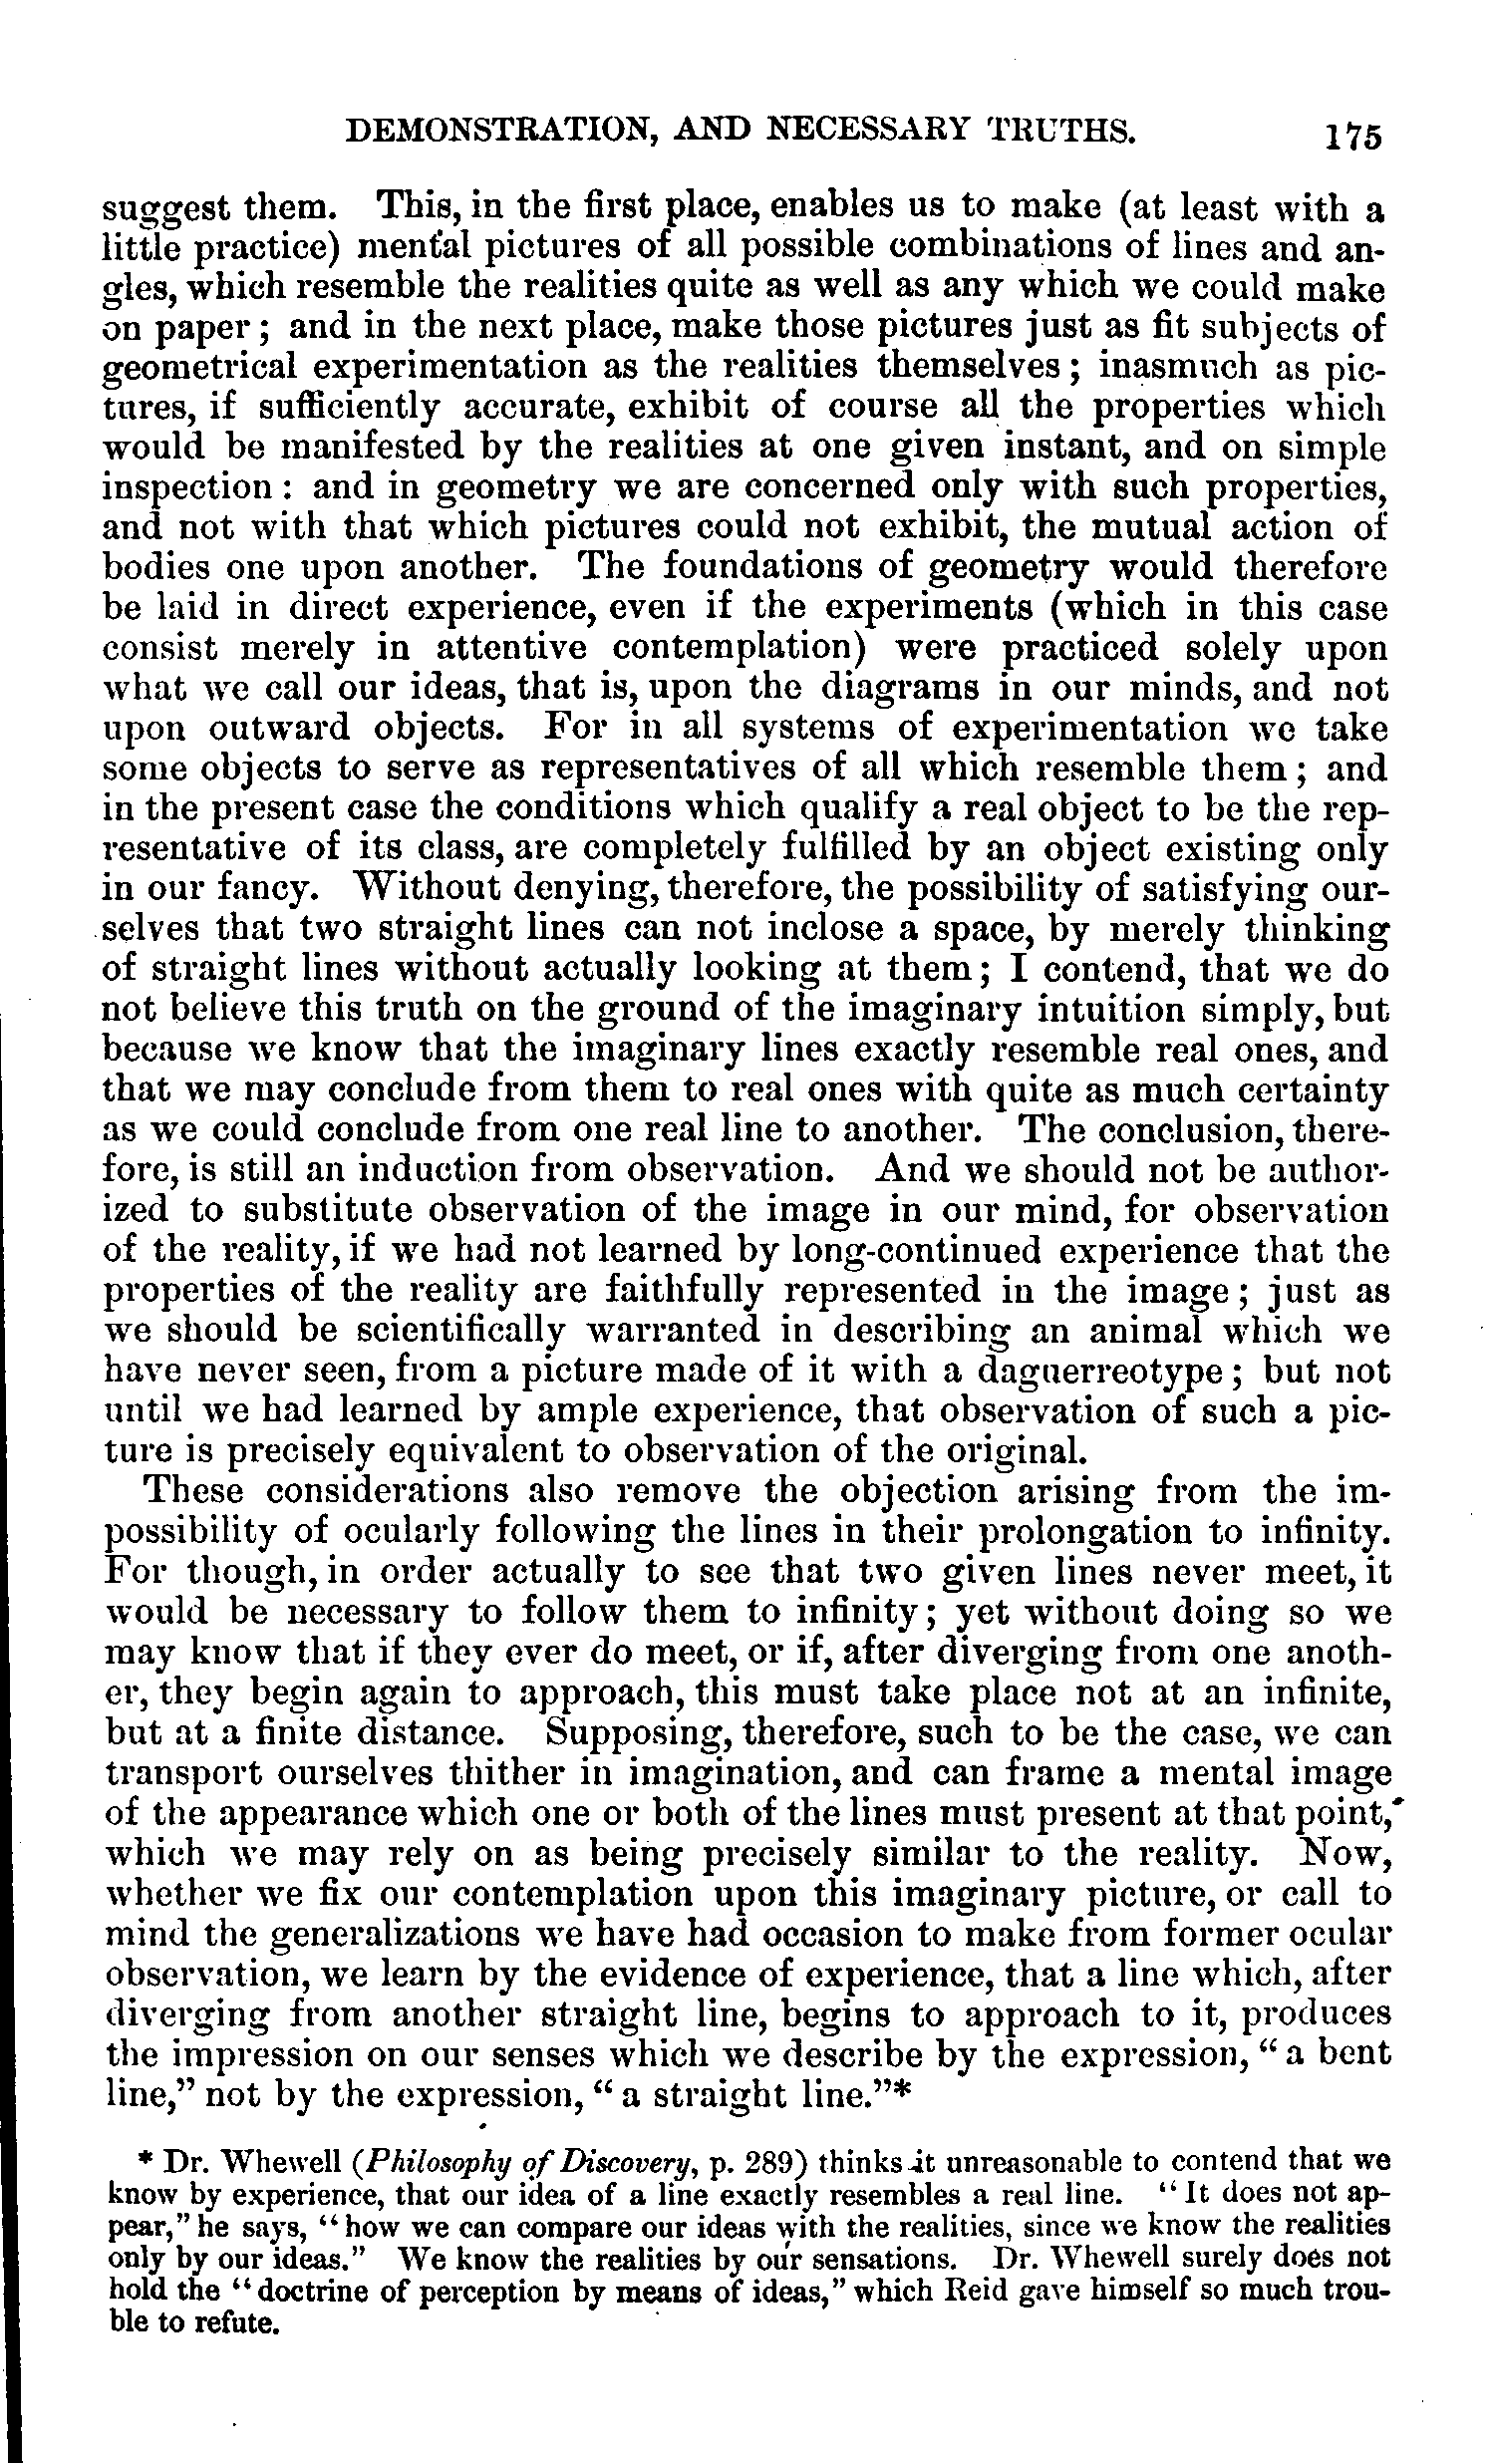 DEMONSTRATION, AND NECESSARY TRUTHS. 175
suggest them. This, in the first place, enables us to make (at least with a
little practice) mental pictures of all possible combinations of lines and an-
gles, which resemble the realities quite as well as any which we could make
on paper; and in the next place, make those pictures just as fit subjects of
geometrical experimentation as the realities themselves; inasmuch as pic-
tures, if sufficiently accurate, exhibit of course all the properties which
would be manifested by the realities at one given instant, and on simple
inspection: and in geometry we are concerned only with such properties,
and not with that which pictures could not exhibit, the mutual action of
bodies one upon another. The foundations of geometry would therefore
be laid in direct experience, even if the experiments (which in this case
consist merely in attentive contemplation) were practiced solely upon
what we call our ideas, that is, upon the diagrams in our minds, and not
upon outward objects. For in all systems of experimentation we take
some objects to serve as representatives of all which resemble them; and
in the present case the conditions which qualify a real object to be the rep-
resentative of its class, are completely fulfilled by an object existing only
in our fancy. Without denying, therefore, the possibility of satisfying our-
selves that two straight lines can not inclose a space, by merely thinking
of straight lines without actually looking at them; I contend, that we do
not believe this truth on the ground of the imaginary intuition simply, but
because we know that the imaginary lines exactly resemble real ones, and
that we may conclude from them to real ones with quite as much certainty
as we could conclude from one real line to another. The conclusion, there-
fore, is still an induction from observation. And we should not be author-
ized to substitute observation of the image in our mind, for observation
of the reality, if we had not learned by long-continued experience that the
properties of the reality are faithfully represented in the image; just as
we should be scientifically warranted in describing an animal which we
have never seen, from a picture made of it with a daguerreotype; but not
until we had learned by ample experience, that observation of such a pic-
ture is precisely equivalent to observation of the original.
These considerations also remove the objection arising from the im-
possibility of ocularly following the lines in their prolongation to infinity.
For though, in order actually to see that two given lines never meet, it
would be necessary to follow them to infinity; yet without doing so we
may know that if they ever do meet, or if, after diverging from one anoth-
er, they begin again to approach, this must take place not at an infinite,
but at a finite distance. Supposing, therefore, such to be the case, we can
transport ourselves thither in imagination, and can frame a mental image
of the appearance which one or both of the lines must present at that point,
which we may rely on as being precisely similar to the reality. Now,
whether we fix our contemplation upon this imaginary picture, or call to
mind the generalizations we have had occasion to make from former ocular
observation, we learn by the evidence of experience, that a line which, after
diverging from another straight line, begins to approach to it, produces
the impression on our senses which we describe by the expression, "a bent
line," not by the expression, "a straight line."*
* Dr. Whewell (Philosophy of Discovery, p. 289) thinks it unreasonable to contend that we
know by experience, that our idea of a line exactly resembles a real line. "It does not ap-
pear," he says, "how we can compare our ideas with the realities, since we know the realities
only by our ideas." We know the realities by our sensations. Dr. Whewell surely does not
hold the "doctrine of perception by means of ideas," which Reid gave himself so much trou-
ble to refute.